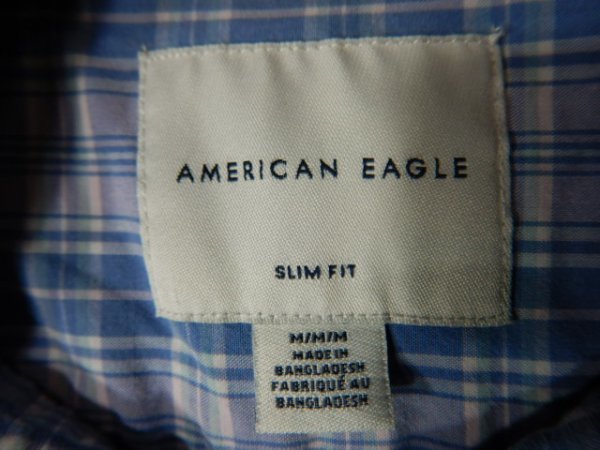 AMERICAN EAGLE
SLIM FIT
M/M/M
MADE IN
BANGLADESH
FABRIQUÉ AU
BANGLADESH